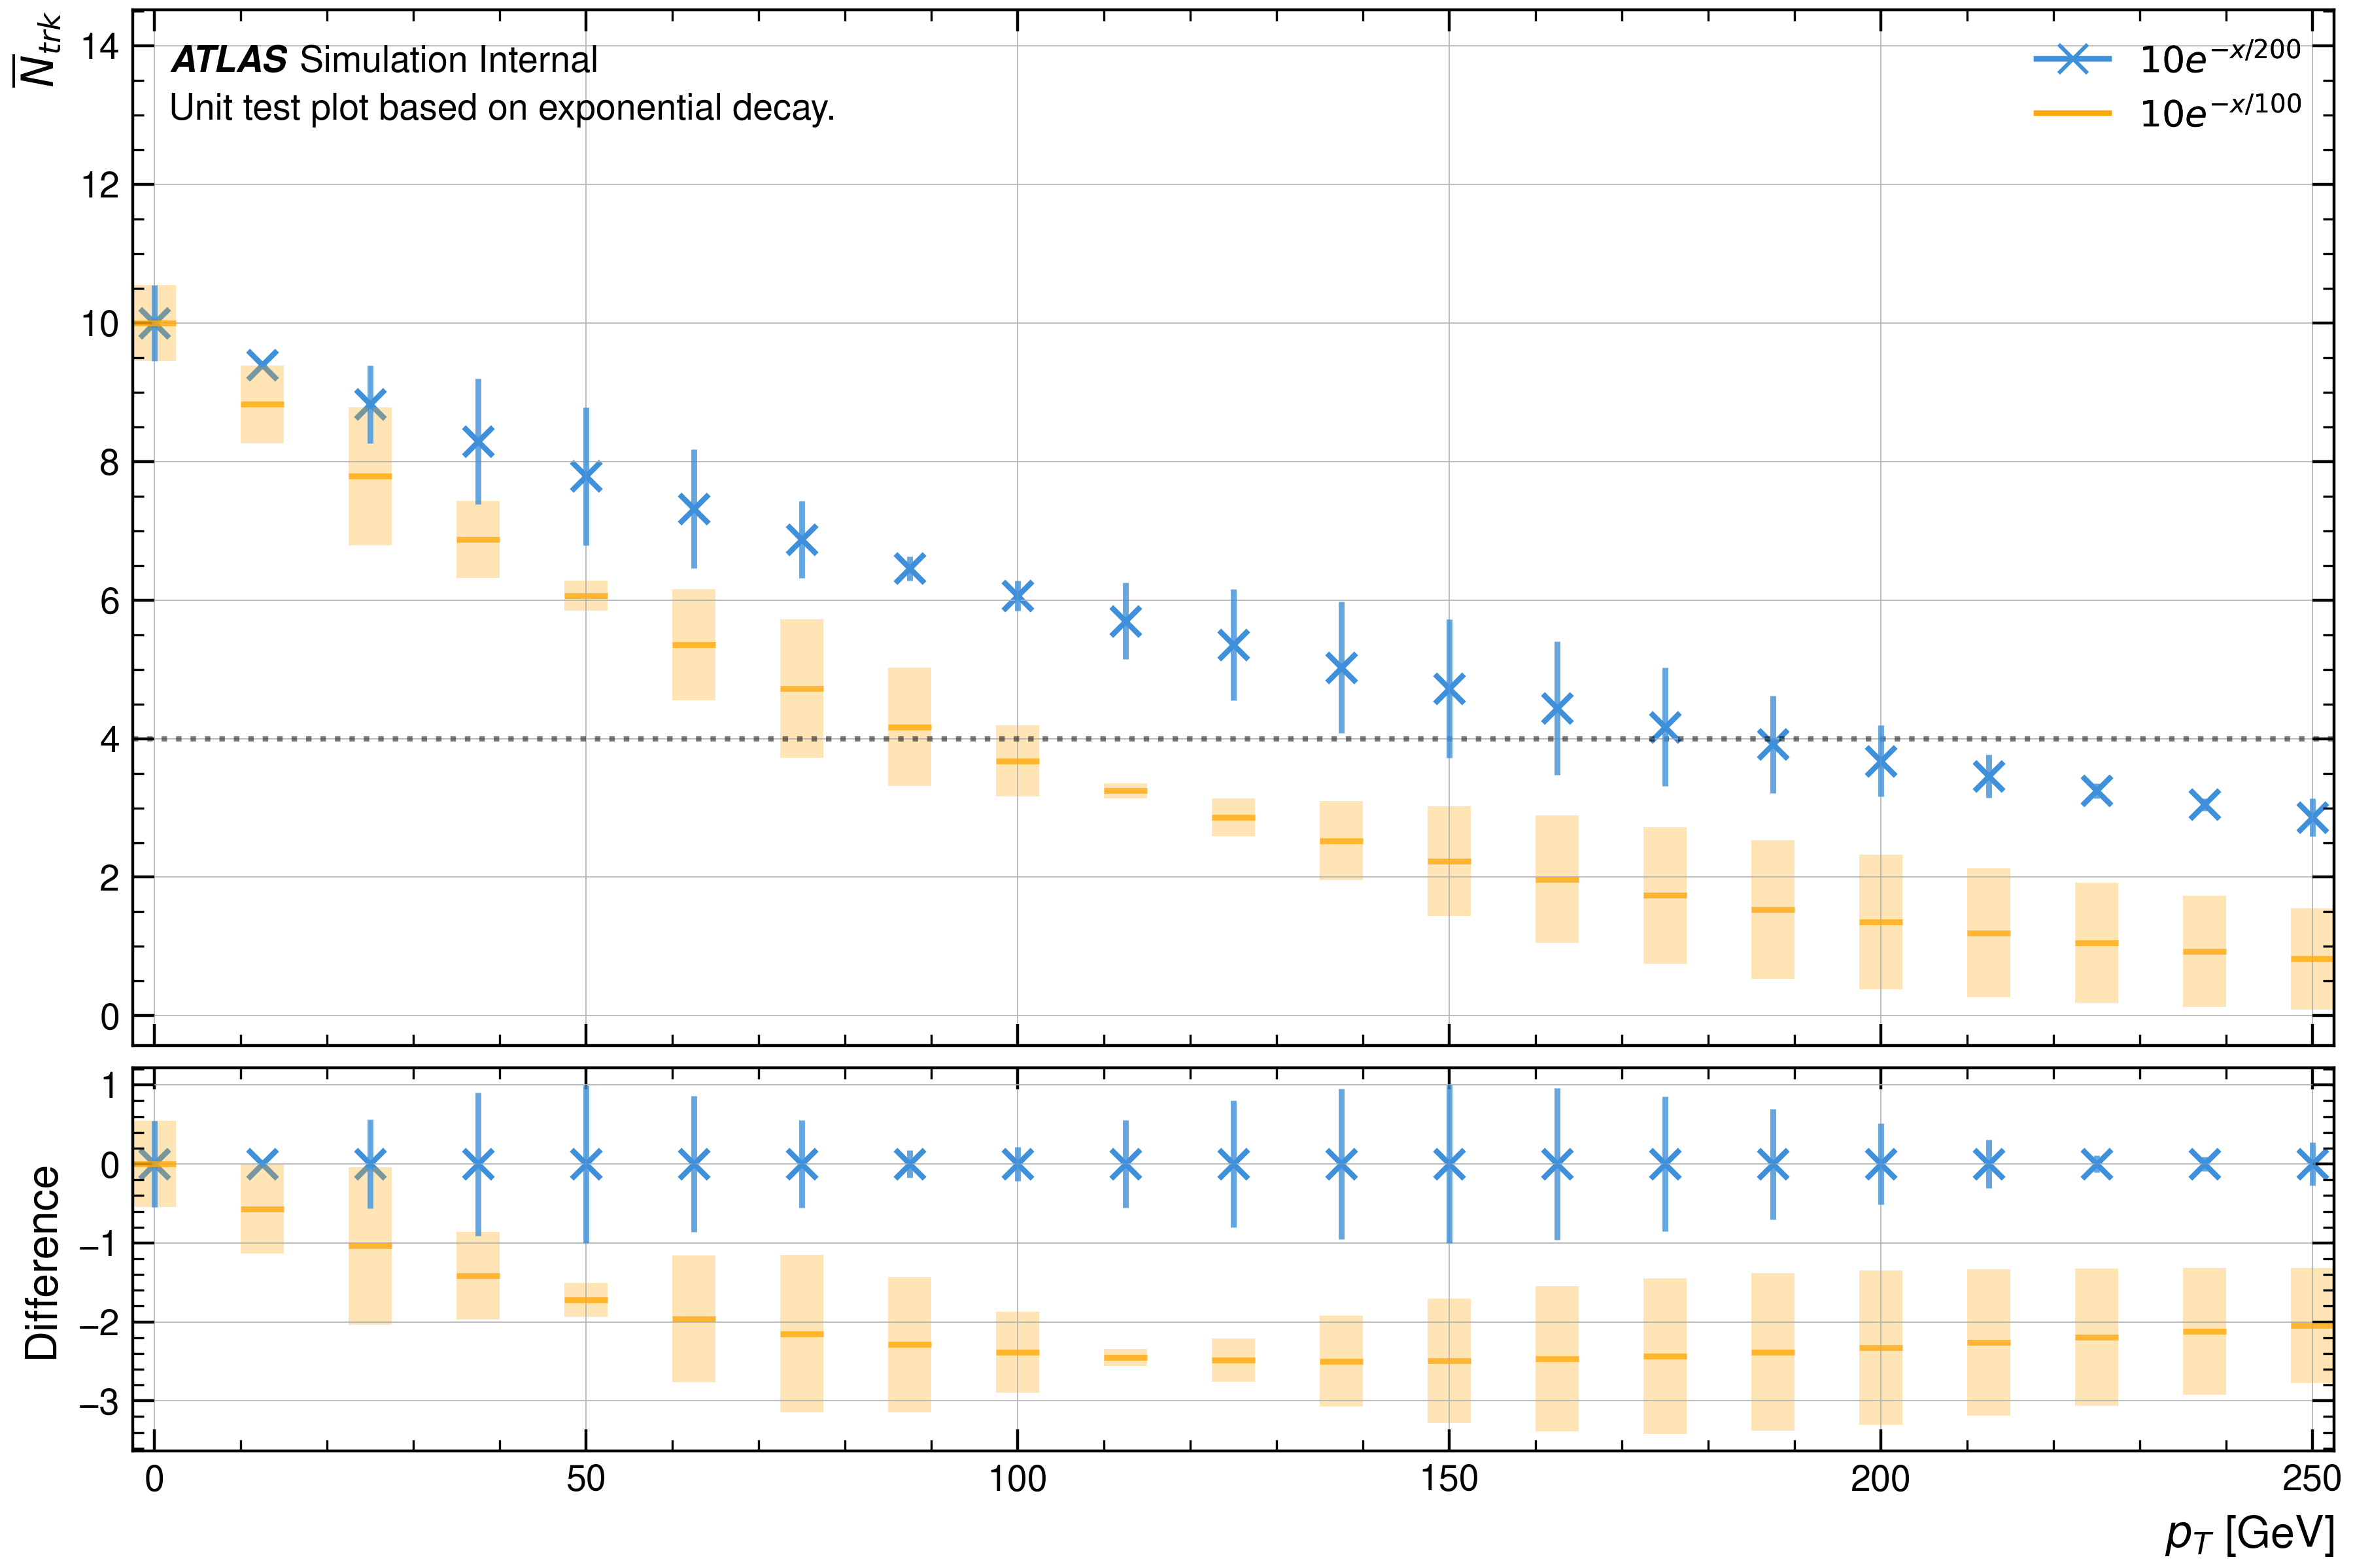 N̅_trk
ATLAS Simulation Internal
Unit test plot based on exponential decay.
10e^{−x/200}
10e^{−x/100}
14
12
10
8
6
4
2
0
Difference
1
0
−1
−2
−3
0 50 100 150 200 250
p_T [GeV]